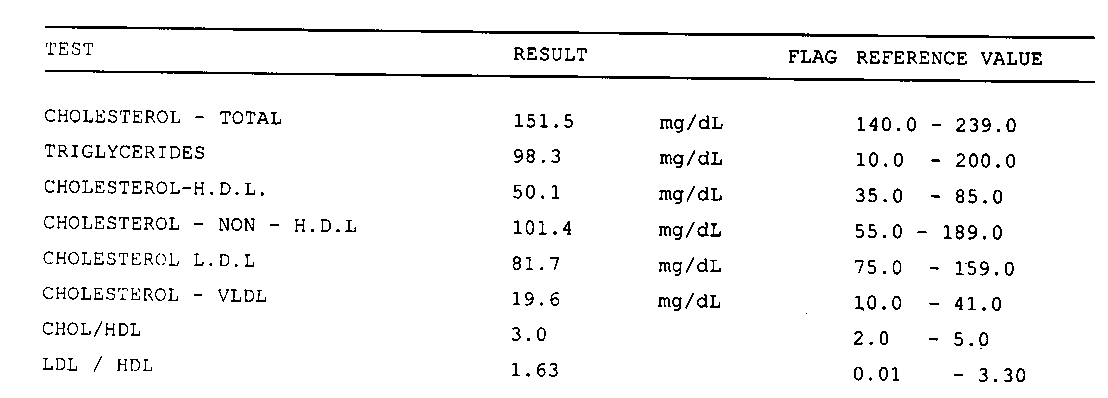 TEST RESULT FLAG REFERENCE VALUE
CHOLESTEROL - TOTAL 151.5 mg/dL 140.0 - 239.0
TRIGLYCERIDES 98.3 mg/dL 10.0 - 200.0
CHOLESTEROL-H.D.L. 50.1 mg/dL 35.0 - 85.0
CHOLESTEROL - NON - H.D.L 101.4 mg/dL 55.0 - 189.0
CHOLESTEROL L.D.L 81.7 mg/dL 75.0 - 159.0
CHOLESTEROL - VLDL 19.6 mg/dL 10.0 - 41.0
CHOL/HDL 3.0 2.0 - 5.0
LDL / HDL 1.63 0.01 - 3.30